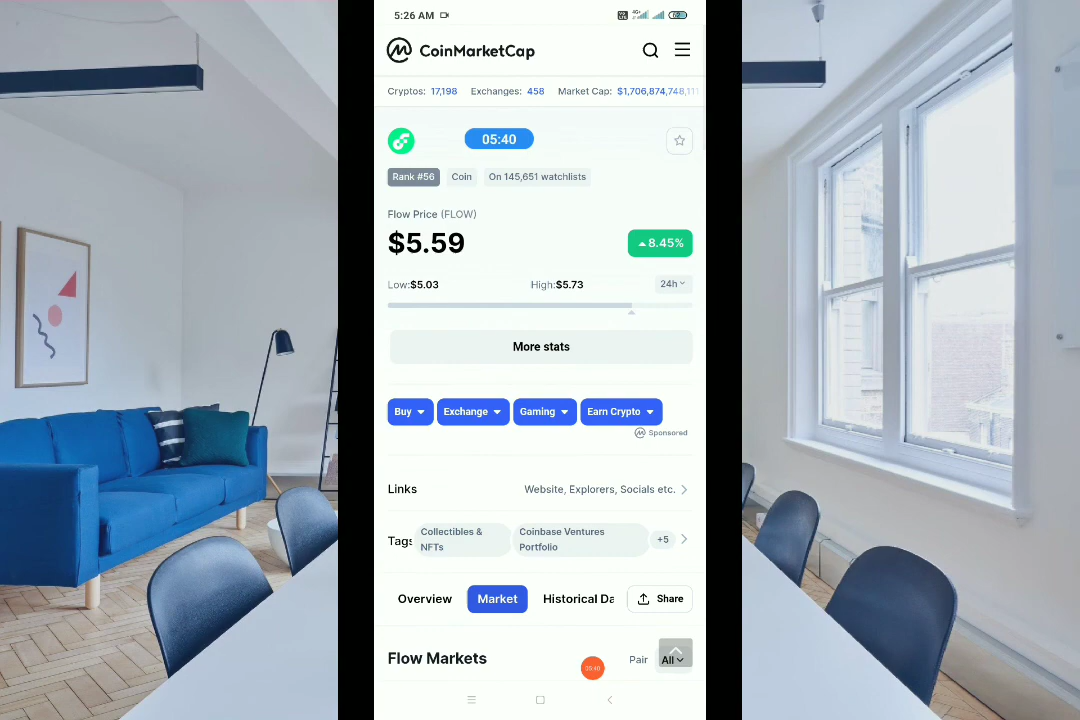 5:26 AM
CoinMarketCap
Cryptos: 17,198 Exchanges: 458 Market Cap: $1,706,874,748,111
05:40
Rank #56 Coin On 145,651 watchlists
Flow Price (FLOW)
$5.59 8.45%
Low:$5.03 High:$5.73 24h
More stats
Buy Exchange Gaming Earn Crypto
Sponsored
Links Website, Explorers, Socials etc.
Tags Collectibles & NFTs Coinbase Ventures Portfolio +5
Overview Market Historical Da Share
Flow Markets Pair All
05:40